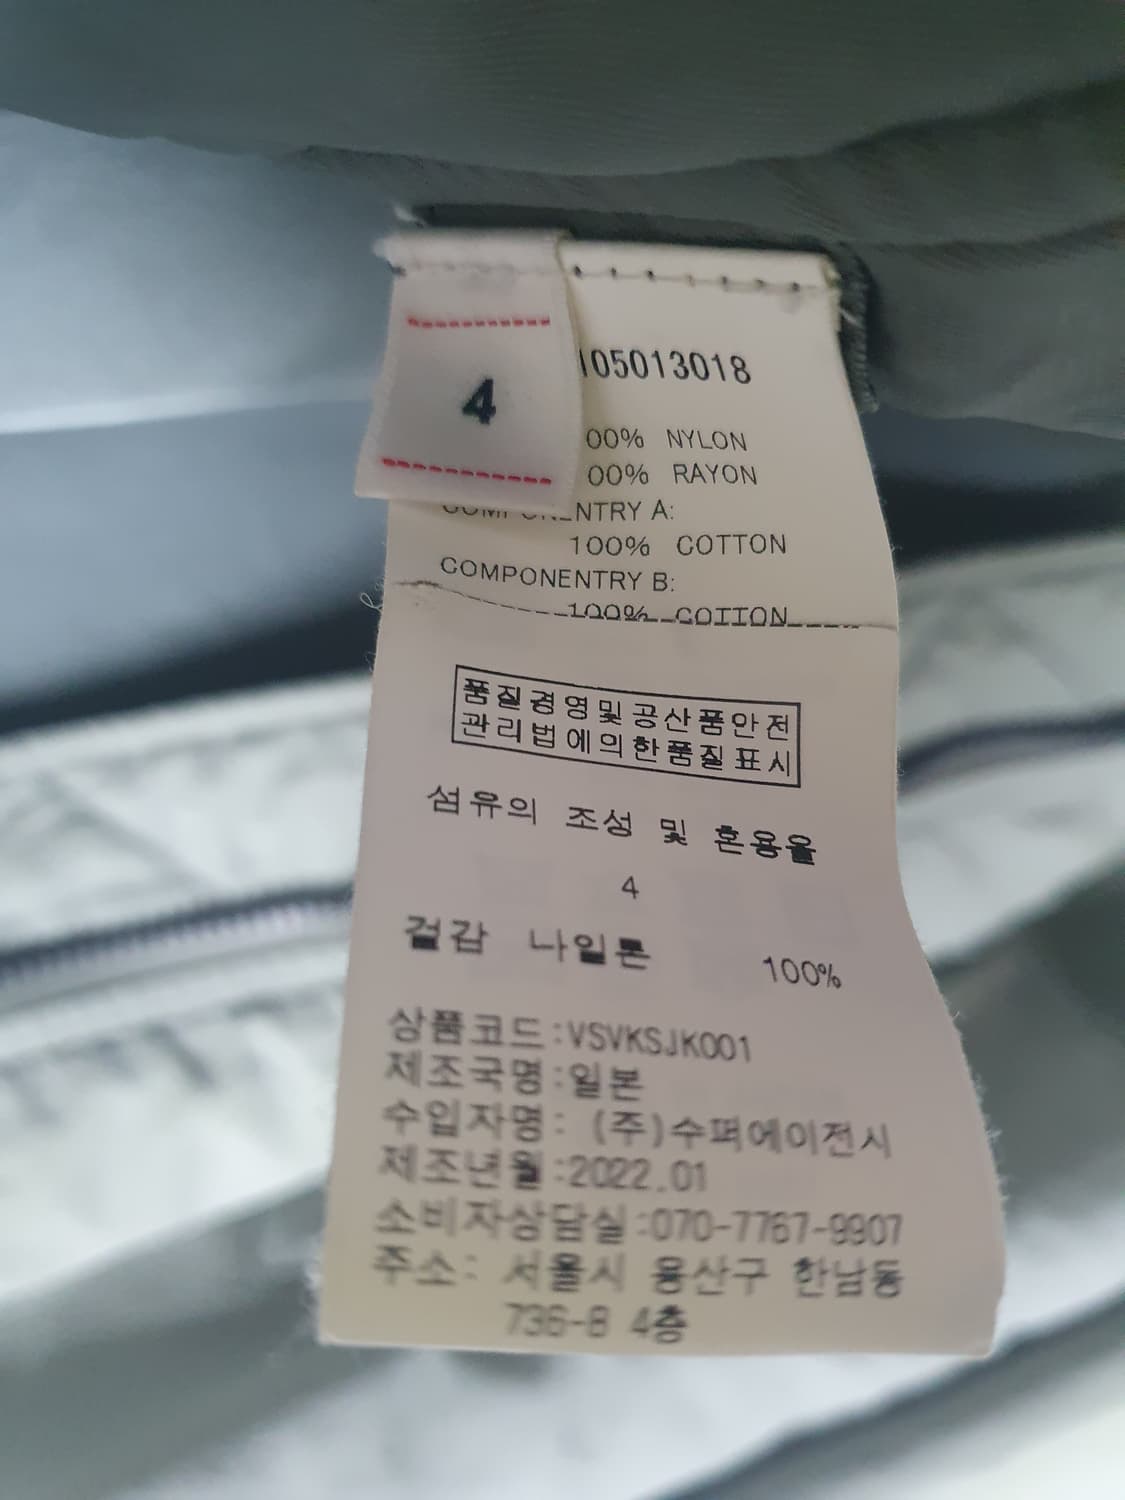 4
105013018
00% NYLON
00% RAYON
COMPONENTRY A:
100% COTTON
COMPONENTRY B:
100% COTTON
품질경영및공산품안전
관리법에의한품질표시
섬유의 조성 및 혼용율
4
겉감 나일론 100%
상품코드:VSVKSJK001
제조국명:일본
수입자명: (주)수퍼에이전시
제조년월:2022.01
소비자상담실:070-7767-9907
주소: 서울시 용산구 한남동
736-8 4층